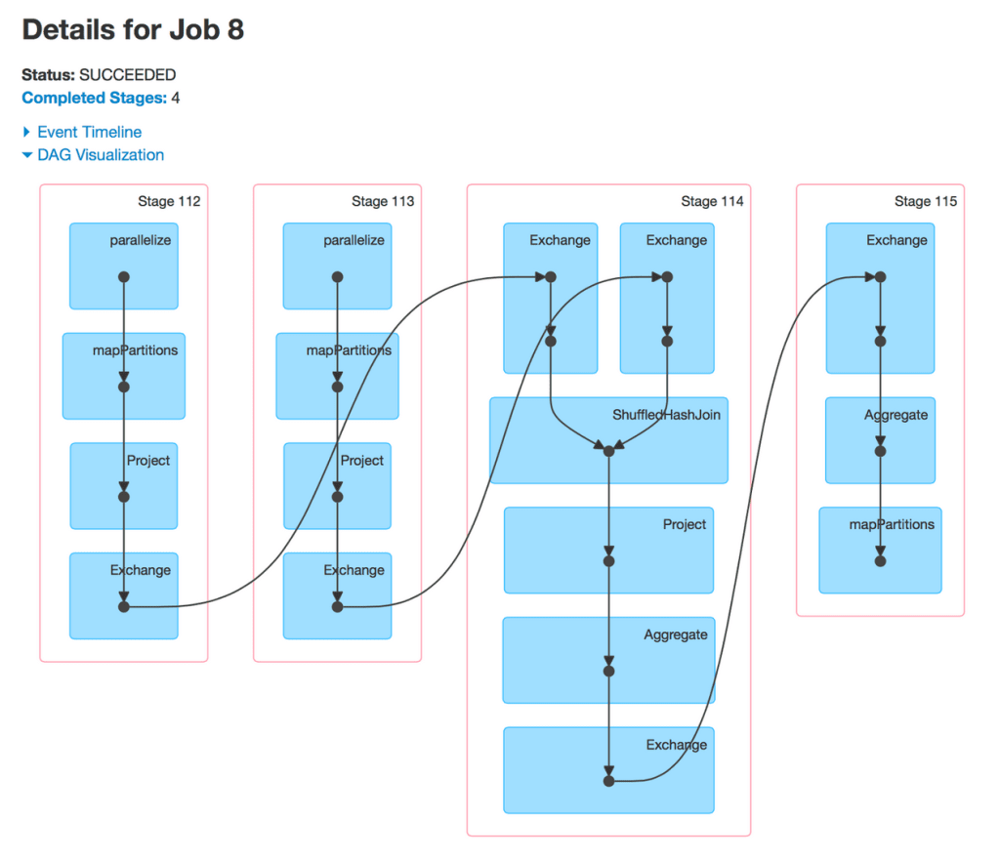 Details for Job 8
Status: SUCCEEDED
Completed Stages: 4
Event Timeline
DAG Visualization
Stage 112
parallelize
mapPartitions
Project
Exchange
Stage 113
parallelize
mapPartitions
Project
Exchange
Stage 114
Exchange
Exchange
ShuffledHashJoin
Project
Aggregate
Exchange
Stage 115
Exchange
Aggregate
mapPartitions